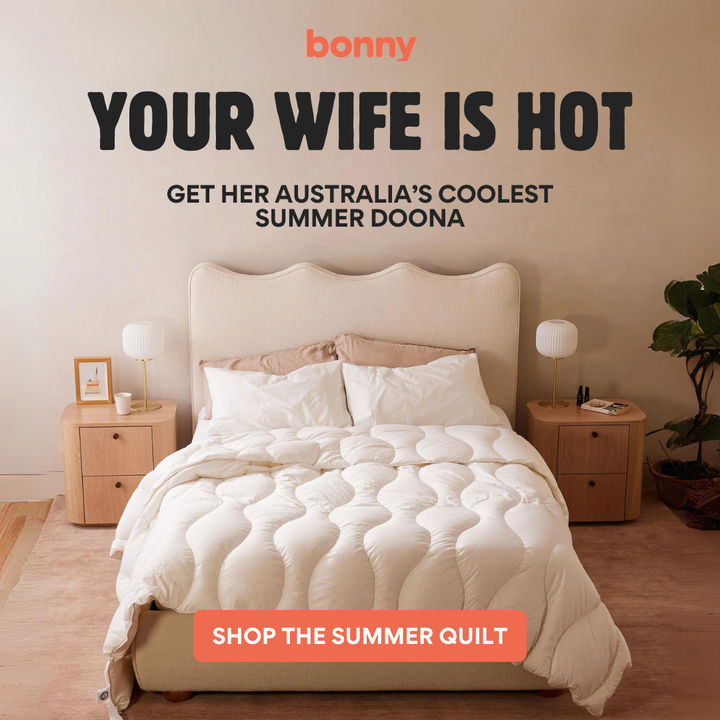 bonny
YOUR WIFE IS HOT
GET HER AUSTRALIA'S COOLEST
SUMMER DOONA
SHOP THE SUMMER QUILT